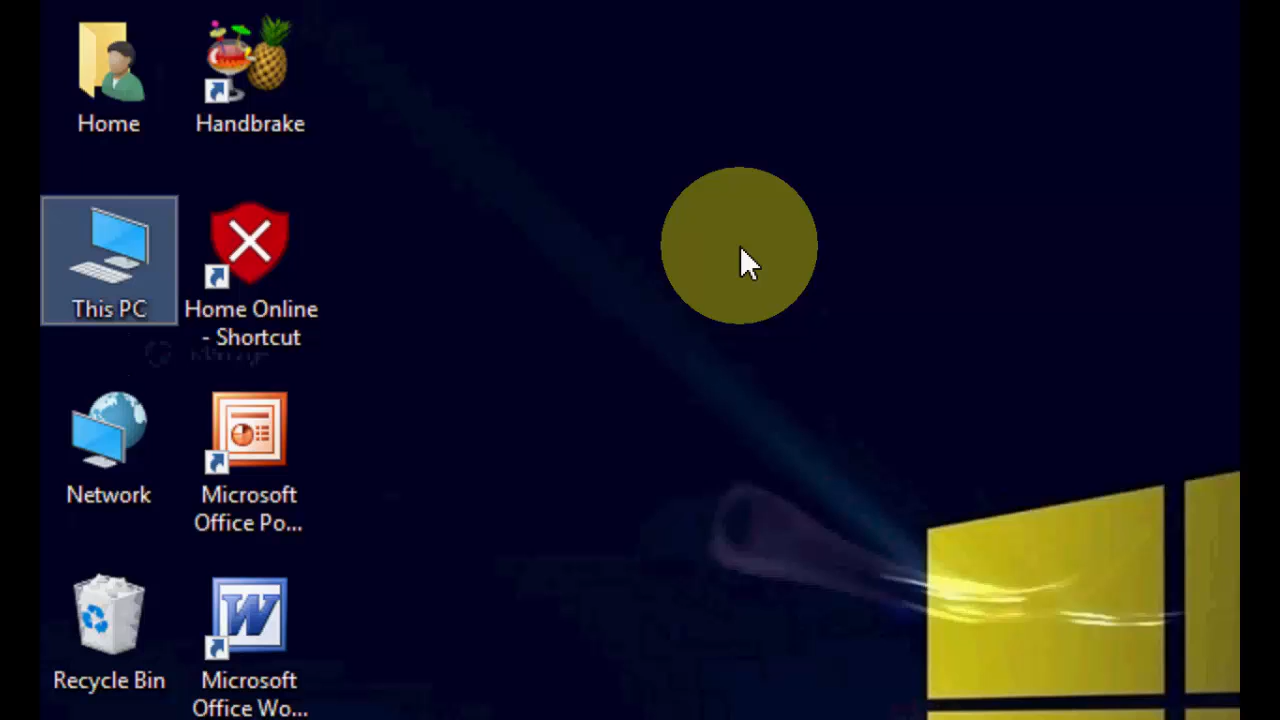 Home
Handbrake
This PC
Home Online
- Shortcut
Network
Microsoft
Office Po...
Recycle Bin
Microsoft
Office Wo...